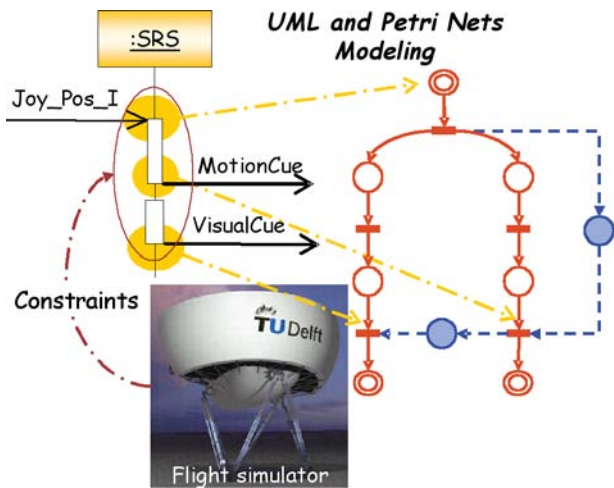 :SRS
UML and Petri Nets
Modeling
Joy_Pos_I
MotionCue
VisualCue
Constraints
TU Delft
Flight simulator